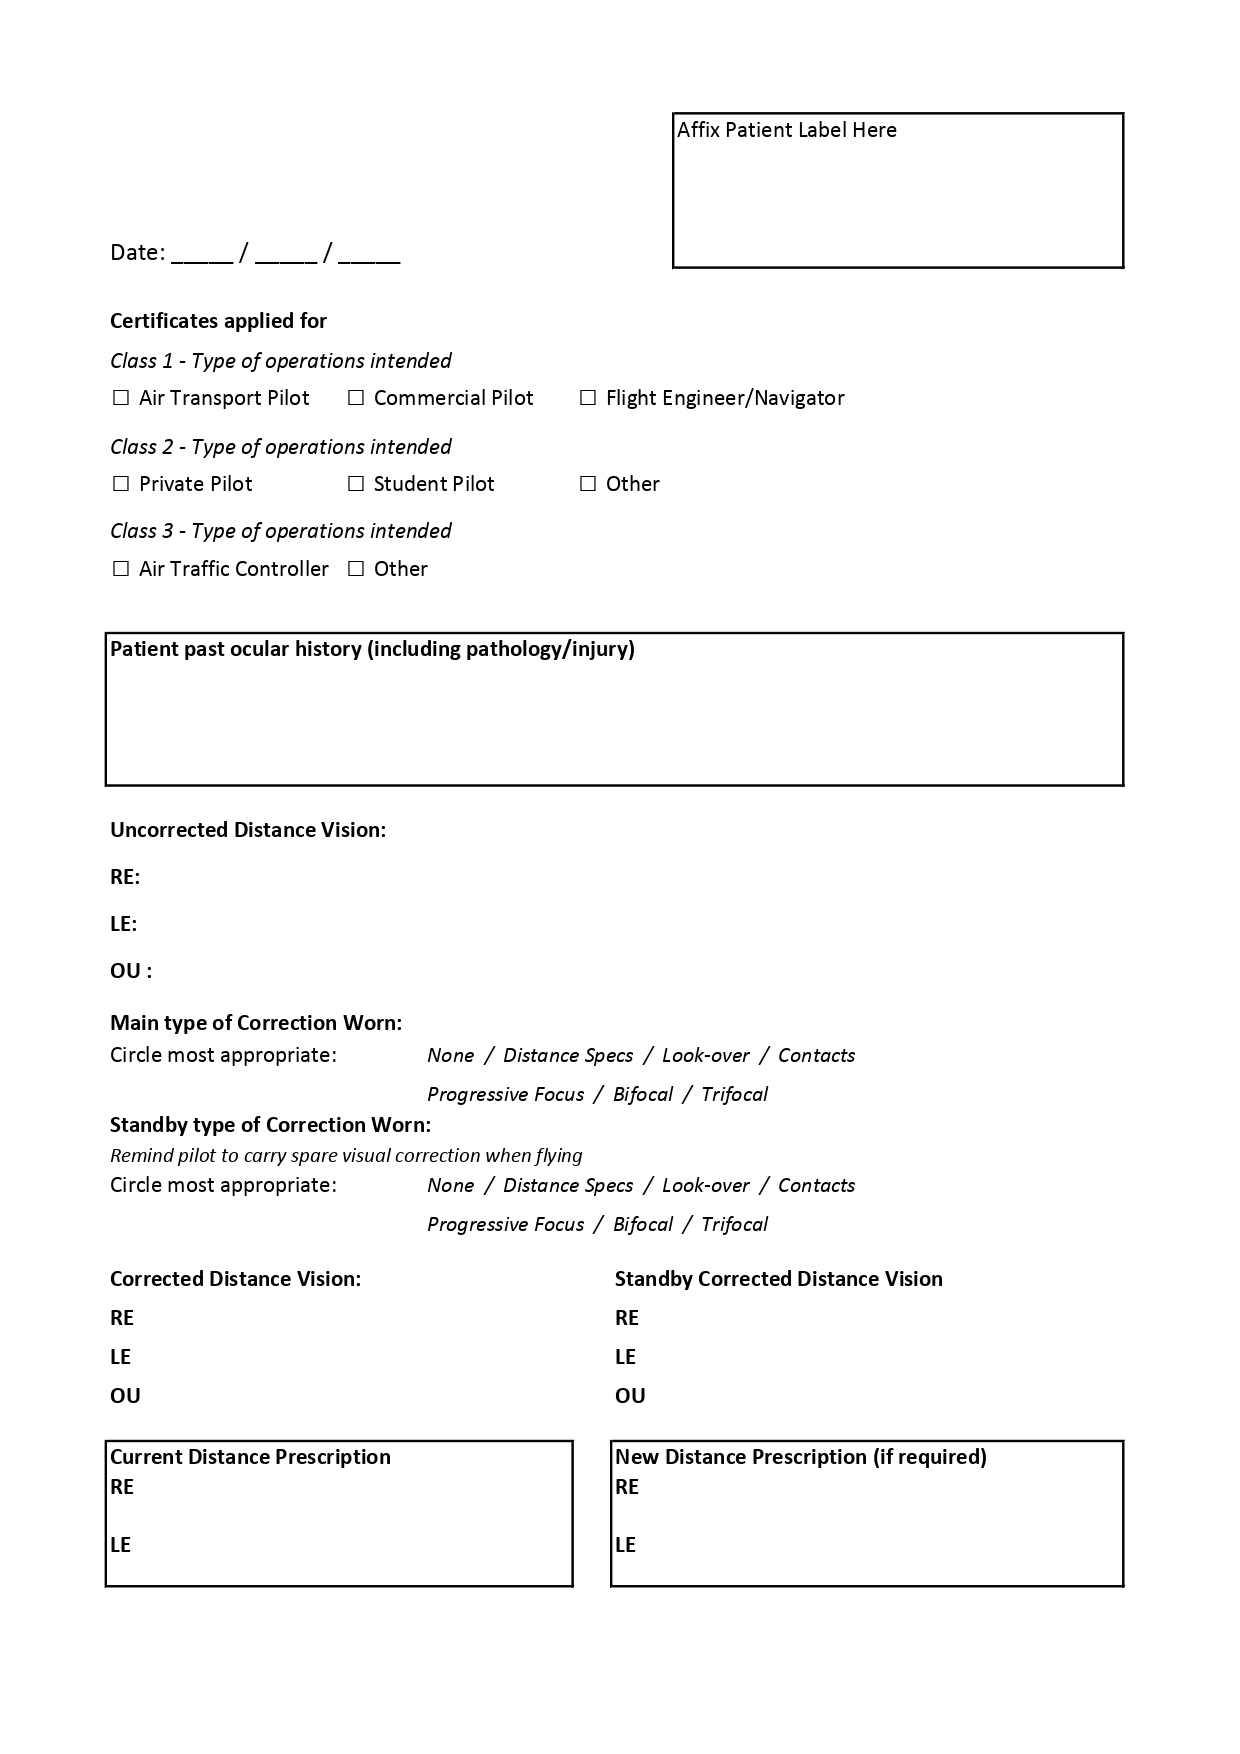 Affix Patient Label Here
Date: _____ / _____ / _____
Certificates applied for
Class 1 - Type of operations intended
☐ Air Transport Pilot ☐ Commercial Pilot ☐ Flight Engineer/Navigator
Class 2 - Type of operations intended
☐ Private Pilot ☐ Student Pilot ☐ Other
Class 3 - Type of operations intended
☐ Air Traffic Controller ☐ Other
Patient past ocular history (including pathology/injury)
Uncorrected Distance Vision:
RE:
LE:
OU :
Main type of Correction Worn:
Circle most appropriate: None / Distance Specs / Look-over / Contacts
Progressive Focus / Bifocal / Trifocal
Standby type of Correction Worn:
Remind pilot to carry spare visual correction when flying
Circle most appropriate: None / Distance Specs / Look-over / Contacts
Progressive Focus / Bifocal / Trifocal
Corrected Distance Vision:
RE
LE
OU
Standby Corrected Distance Vision
RE
LE
OU
Current Distance Prescription
RE
LE
New Distance Prescription (if required)
RE
LE